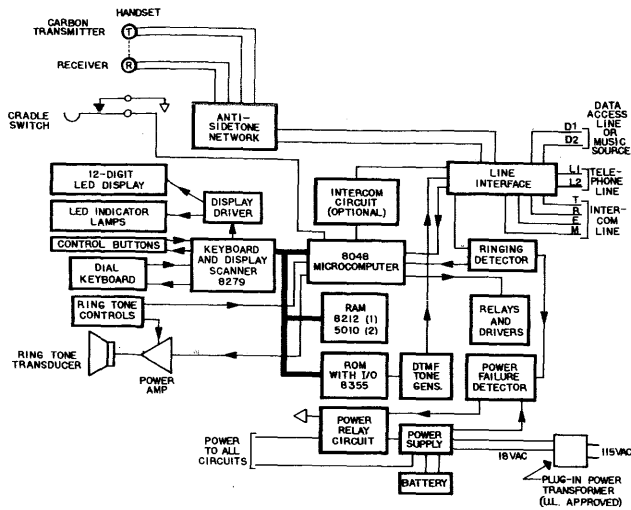 HANDSET
CARBON
TRANSMITTER
T
RECEIVER
R
CRADLE
SWITCH
ANTI-
SIDETONE
NETWORK
D1
D2
DATA
ACCESS
LINE OR
MUSIC
SOURCE
LINE
INTERFACE
L1
L2
TELE-
PHONE
LINE
T
R
E
M
INTER-
COM
LINE
12-DIGIT
LED DISPLAY
DISPLAY
DRIVER
INTERCOM
CIRCUIT
(OPTIONAL)
LED INDICATOR
LAMPS
CONTROL BUTTONS
KEYBOARD
AND DISPLAY
SCANNER
8279
8048
MICROCOMPUTER
RINGING
DETECTOR
DIAL
KEYBOARD
RING TONE
CONTROLS
RAM
8212 (1)
5010 (2)
RELAYS AND
DRIVERS
RING TONE
TRANSDUCER
POWER
AMP
ROM
WITH I/O
8355
DTMF
TONE
GENS.
POWER
FAILURE
DETECTOR
POWER
RELAY
CIRCUIT
POWER
SUPPLY
POWER
TO ALL
CIRCUITS
18VAC
115VAC
BATTERY
PLUG-IN POWER
TRANSFORMER
(U.L. APPROVED)